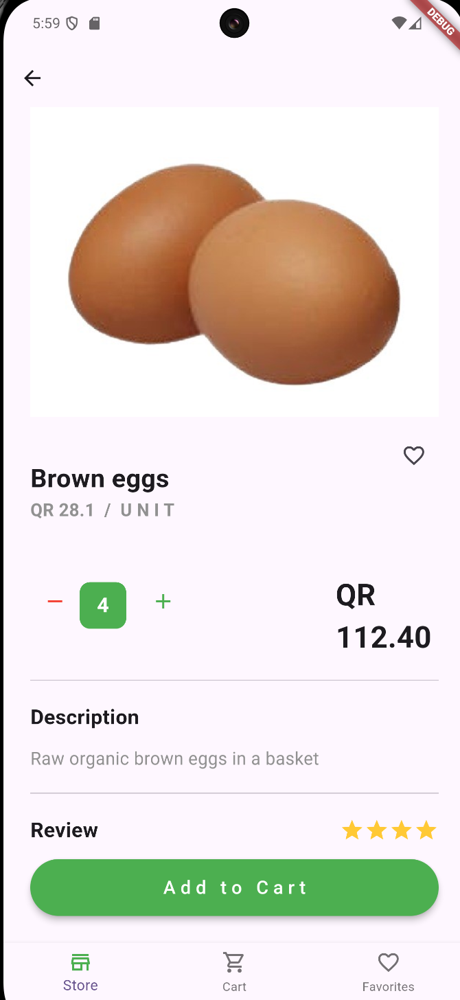 5:59
DEBUG
Brown eggs
QR 28.1 / UNIT
4
QR
112.40
Description
Raw organic brown eggs in a basket
Review
Add to Cart
Store
Cart
Favorites